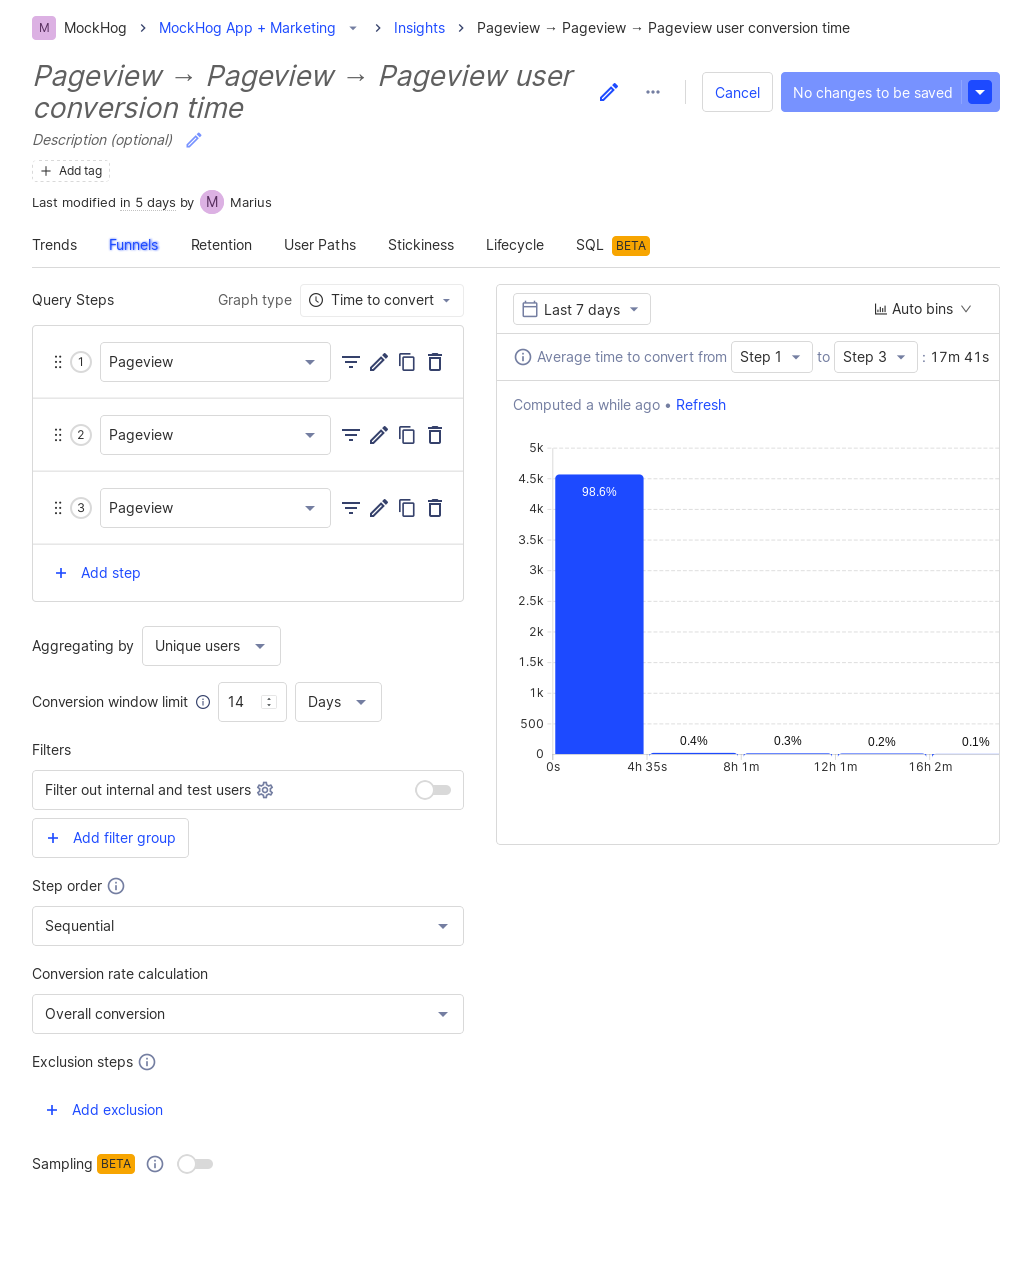 M MockHog > MockHog App + Marketing > Insights > Pageview → Pageview → Pageview user conversion time
Pageview → Pageview → Pageview user
conversion time
Cancel
No changes to be saved
Description (optional)
+ Add tag
Last modified in 5 days by M Marius
Trends Funnels Retention User Paths Stickiness Lifecycle SQL BETA
Query Steps Graph type Time to convert
1 Pageview
2 Pageview
3 Pageview
+ Add step
Aggregating by Unique users
Conversion window limit 14 Days
Filters
Filter out internal and test users
+ Add filter group
Step order
Sequential
Conversion rate calculation
Overall conversion
Exclusion steps
+ Add exclusion
Sampling BETA
Last 7 days Auto bins
Average time to convert from Step 1 to Step 3 : 17m 41s
Computed a while ago • Refresh
5k
4.5k
98.6%
4k
3.5k
3k
2.5k
2k
1.5k
1k
500
0.4% 0.3% 0.2% 0.1%
0
0s 4h 35s 8h 1m 12h 1m 16h 2m